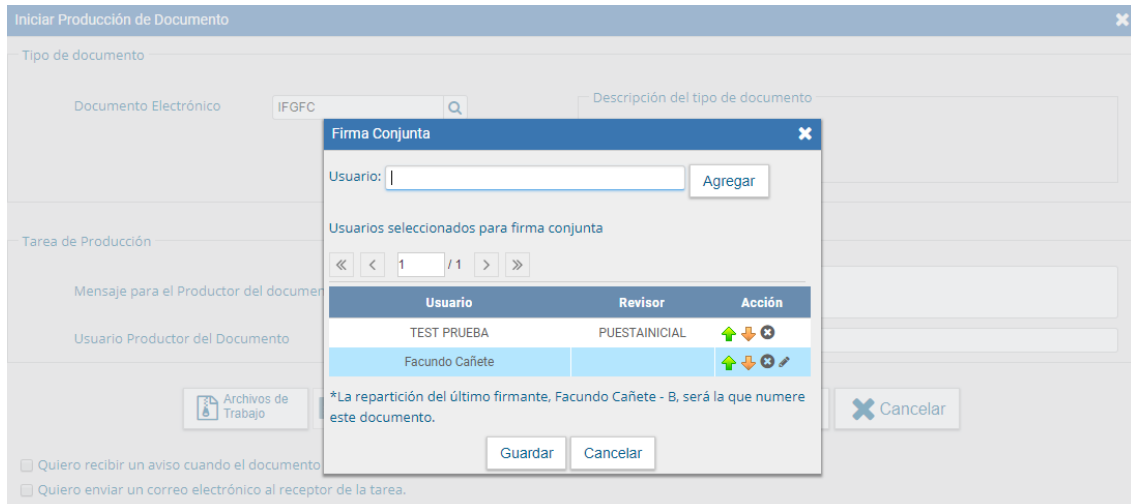 Iniciar Producción de Documento
Tipo de documento
Documento Electrónico
IFGFC
Descripción del tipo de documento
Firma Conjunta
Usuario:
Agregar
Usuarios seleccionados para firma conjunta
1 / 1
Usuario Revisor Acción
TEST PRUEBA PUESTAINICIAL
Facundo Cañete
*La repartición del último firmante, Facundo Cañete - B, será la que numere
este documento.
Guardar Cancelar
Tarea de Producción
Mensaje para el Productor del
Usuario Productor del Documento
Archivos de
Trabajo
Cancelar
Quiero recibir un aviso cuando el documento
Quiero enviar un correo electrónico al receptor de la tarea.